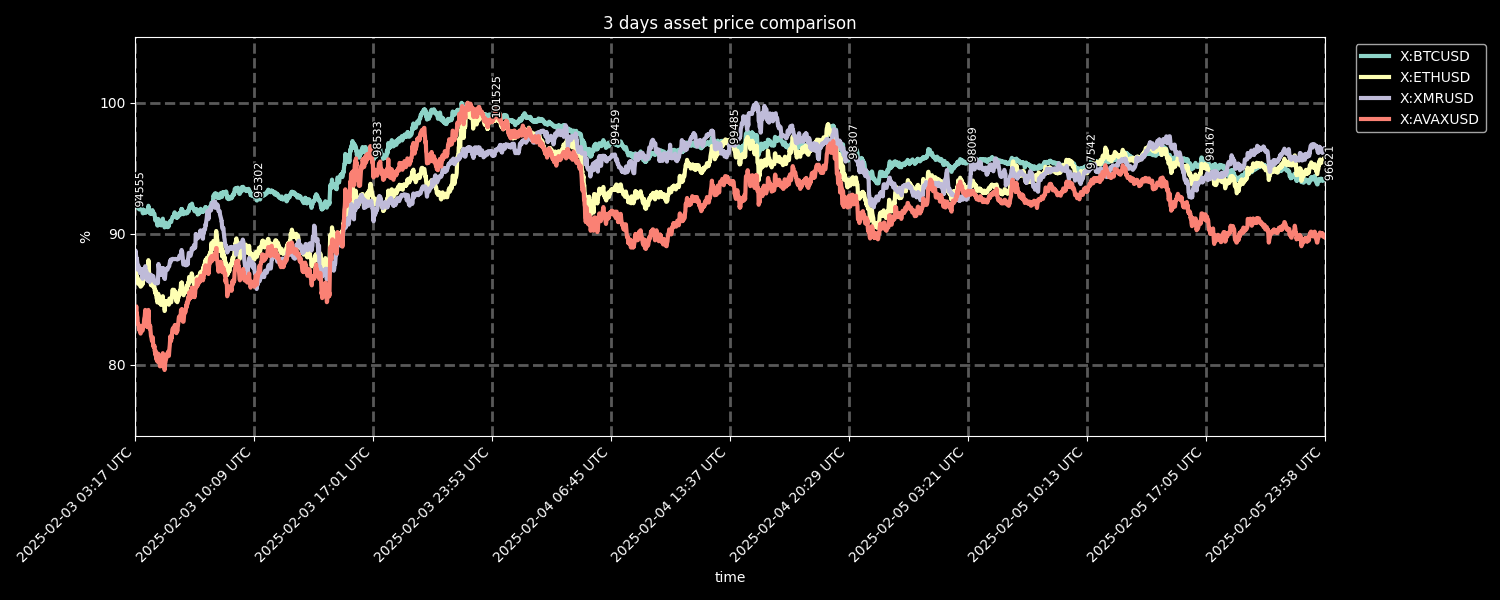 3 days asset price comparison
X:BTCUSD
X:ETHUSD
X:XMRUSD
X:AVAXUSD
100
90
80
%
94555
95302
98533
101525
99459
99485
98307
98069
97542
98167
96621
2025-02-03 03:17 UTC
2025-02-03 10:09 UTC
2025-02-03 17:01 UTC
2025-02-03 23:53 UTC
2025-02-04 06:45 UTC
2025-02-04 13:37 UTC
2025-02-04 20:29 UTC
2025-02-05 03:21 UTC
2025-02-05 10:13 UTC
2025-02-05 17:05 UTC
2025-02-05 23:58 UTC
time